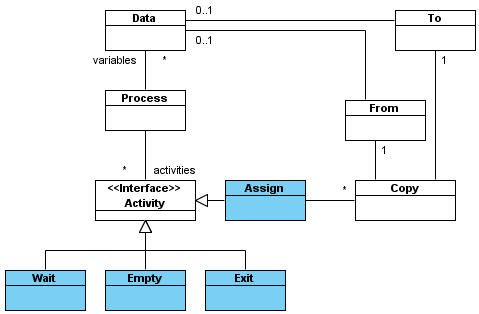 Data
0..1
To
0..1
variables
*
1
Process
From
1
*
activities
<<Interface>>
Activity
Assign
*
Copy
Wait
Empty
Exit